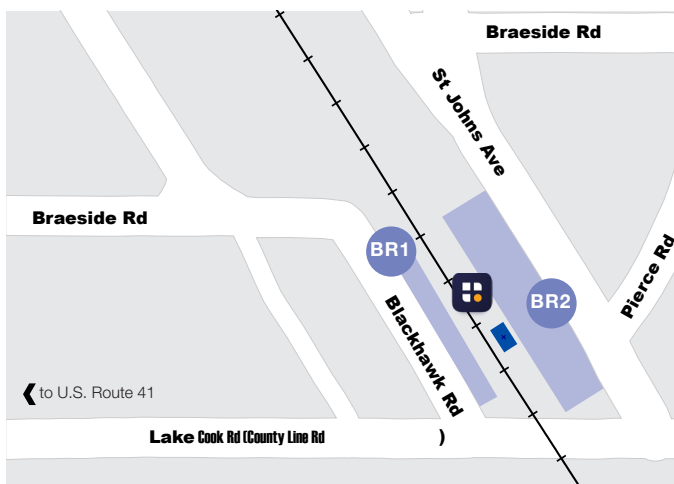 Braeside Rd
St Johns Ave
Braeside Rd
BR1
BR2
Pierce Rd
Blackhawk Rd
to U.S. Route 41
Lake Cook Rd (County Line Rd )